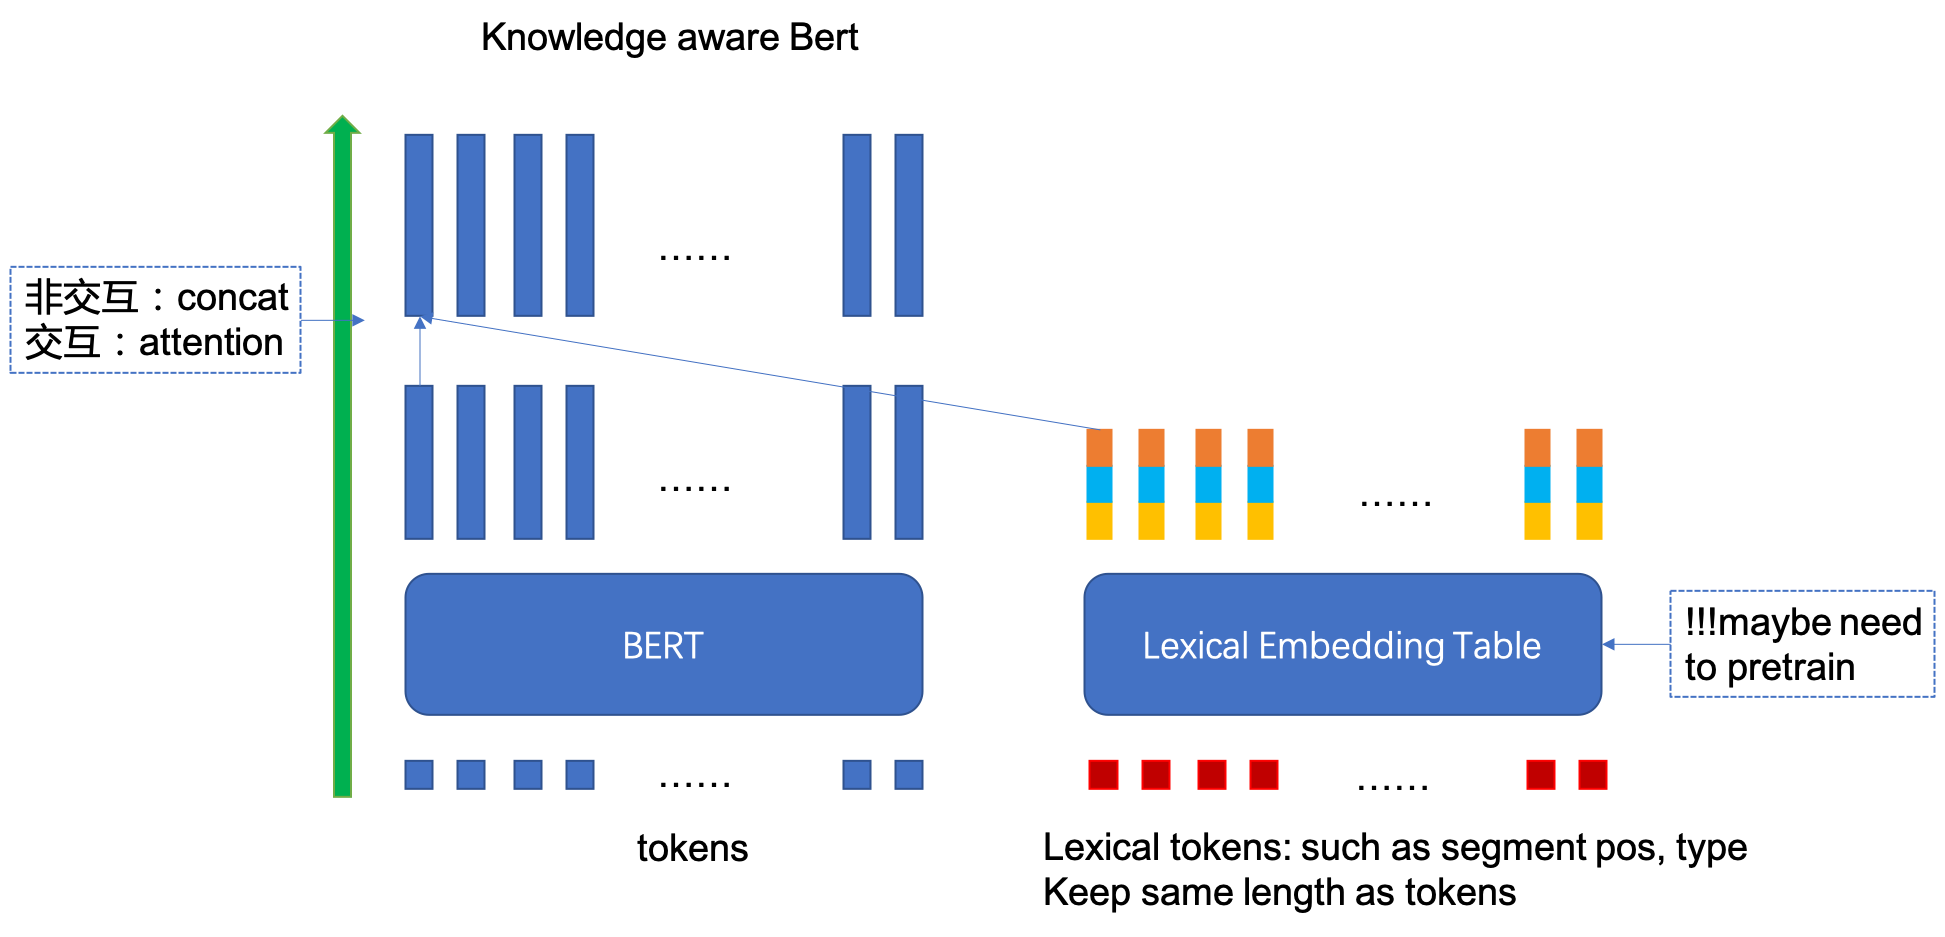 Knowledge aware Bert
……
非交互：concat
交互：attention
……
……
BERT
Lexical Embedding Table
!!!maybe need
to pretrain
……
……
tokens
Lexical tokens: such as segment pos, type
Keep same length as tokens